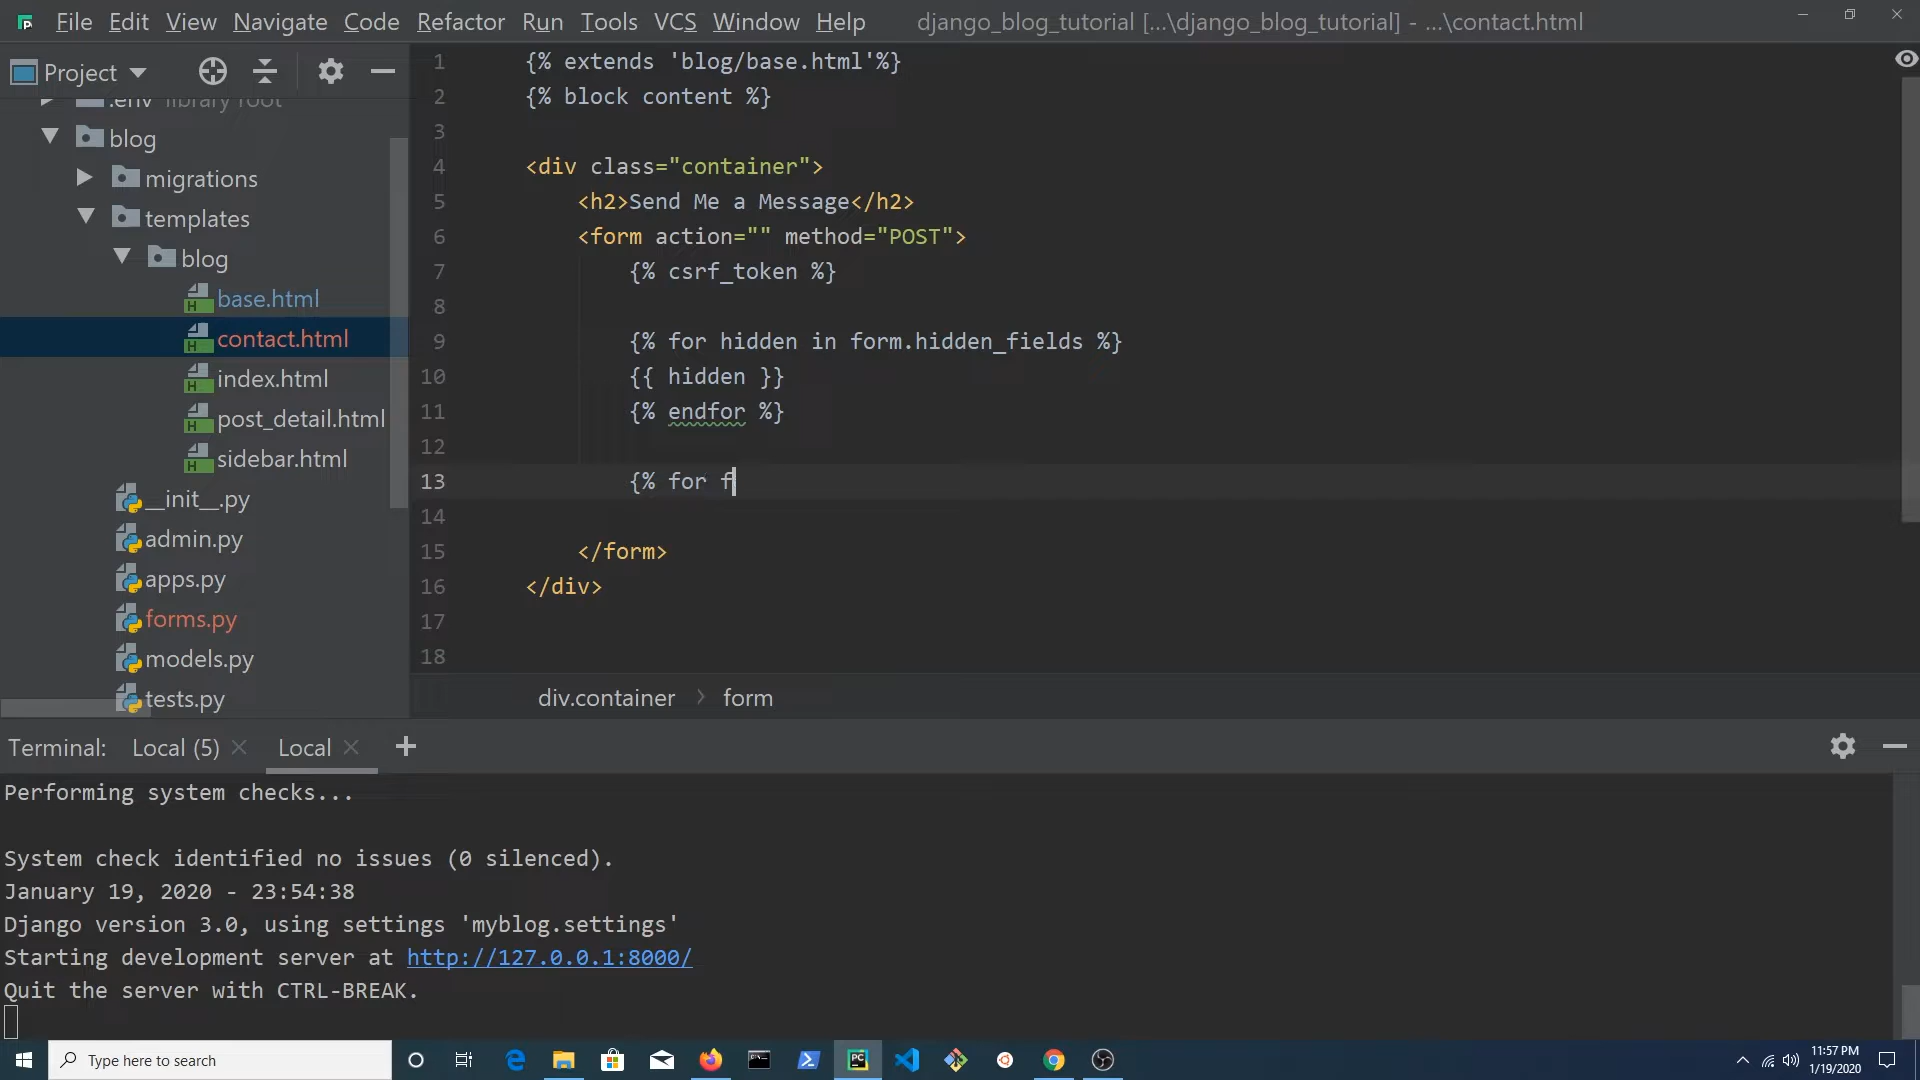 File Edit View Navigate Code Refactor Run Tools VCS Window Help django_blog_tutorial [...\django_blog_tutorial] - ...\contact.html
Project
.env library root
blog
migrations
templates
blog
base.html
contact.html
index.html
post_detail.html
sidebar.html
__init__.py
admin.py
apps.py
forms.py
models.py
tests.py
1 {% extends 'blog/base.html'%}
2 {% block content %}
3
4 <div class="container">
5 <h2>Send Me a Message</h2>
6 <form action="" method="POST">
7 {% csrf_token %}
8
9 {% for hidden in form.hidden_fields %}
10 {{ hidden }}
11 {% endfor %}
12
13 {% for f
14
15 </form>
16 </div>
17
18
div.container form
Terminal: Local (5) Local
Performing system checks...
System check identified no issues (0 silenced).
January 19, 2020 - 23:54:38
Django version 3.0, using settings 'myblog.settings'
Starting development server at http://127.0.0.1:8000/
Quit the server with CTRL-BREAK.
Type here to search
11:57 PM
1/19/2020